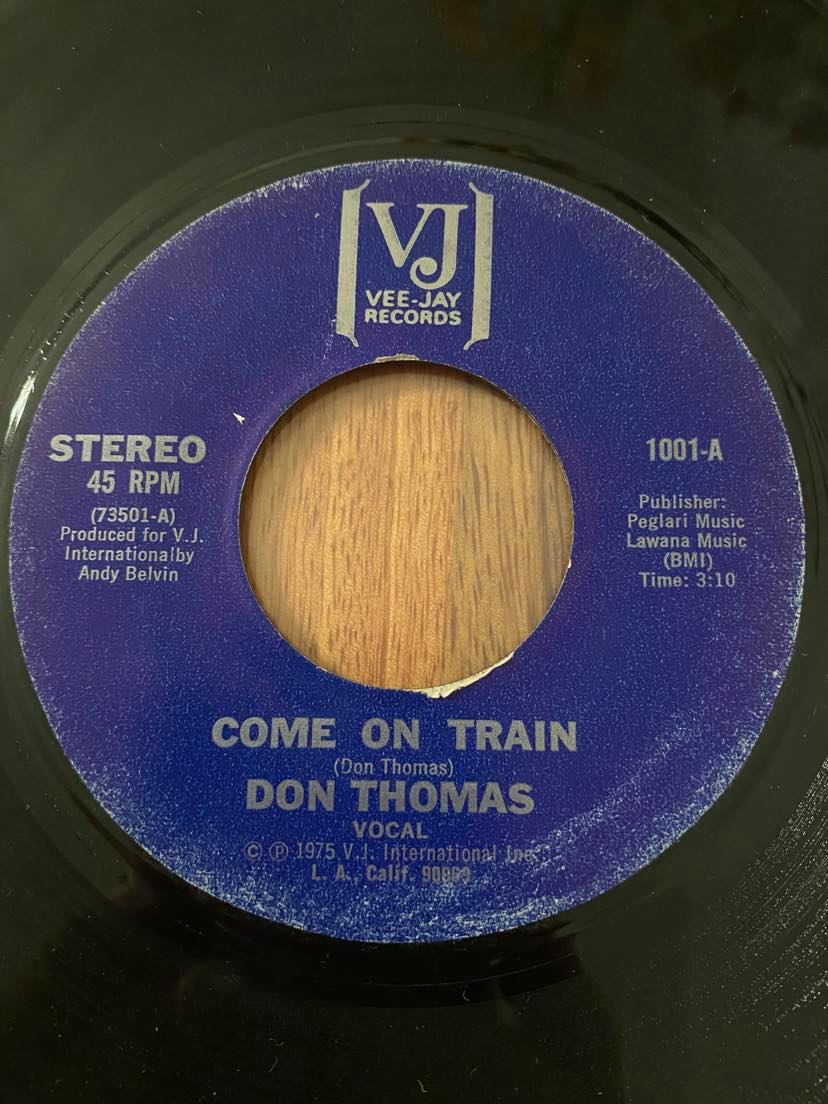 VJ
VEE-JAY
RECORDS
STEREO
45 RPM
(73501-A)
Produced for V.J.
Internationalby
Andy Belvin
1001-A
Publisher:
Peglari Music
Lawana Music
(BMI)
Time: 3:10
COME ON TRAIN
(Don Thomas)
DON THOMAS
VOCAL
© ℗ 1975 V.J. International Inc.
L. A., Calif.